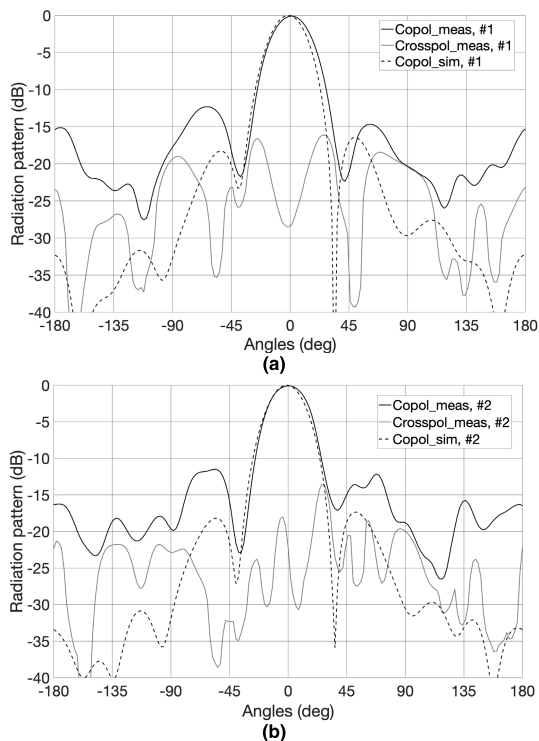 0
-5
-10
-15
-20
-25
-30
-35
-40
Radiation pattern (dB)
Copol_meas, #1
Crosspol_meas, #1
Copol_sim, #1
-180 -135 -90 -45 0 45 90 135 180
Angles (deg)
(a)
0
-5
-10
-15
-20
-25
-30
-35
-40
Radiation pattern (dB)
Copol_meas, #2
Crosspol_meas, #2
Copol_sim, #2
-180 -135 -90 -45 0 45 90 135 180
Angles (deg)
(b)